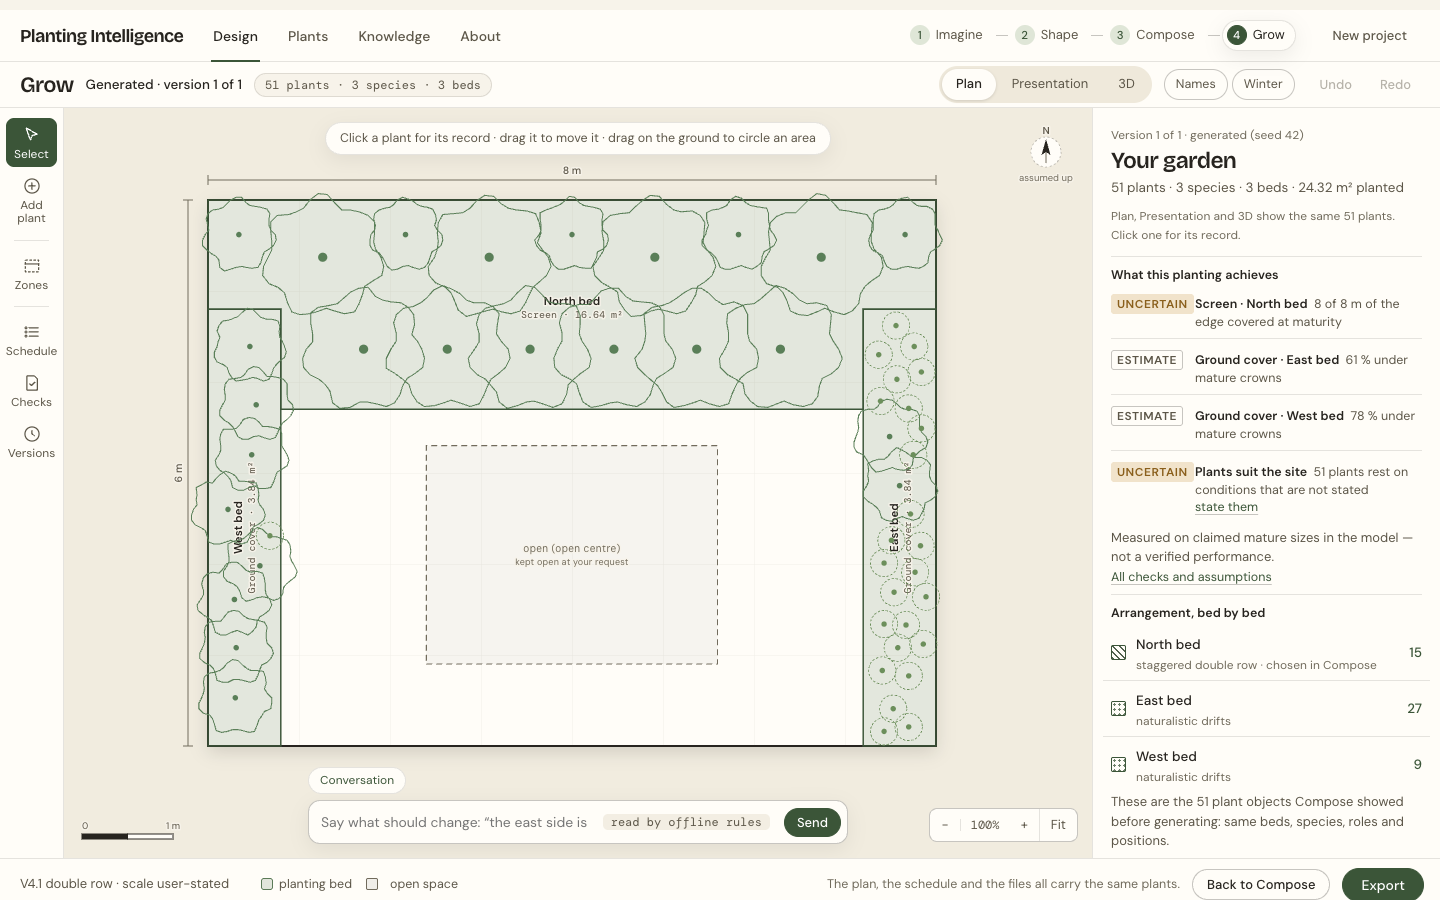 Planting Intelligence
Design
Plants
Knowledge
About
1 Imagine
2 Shape
3 Compose
4 Grow
New project
Grow
Generated · version 1 of 1
51 plants · 3 species · 3 beds
Plan
Presentation
3D
Names
Winter
Undo
Redo
Select
Add
plant
Zones
Schedule
Checks
Versions
Click a plant for its record · drag it to move it · drag on the ground to circle an area
N
assumed up
8 m
6 m
North bed
Screen · 16.64 m²
West bed
Ground cover · 3.84 m²
East bed
Ground cover · 3.84 m²
open (open centre)
kept open at your request
Conversation
Say what should change: “the east side is
read by offline rules
Send
0
1 m
-
100%
+
Fit
Version 1 of 1 · generated (seed 42)
Your garden
51 plants · 3 species · 3 beds · 24.32 m² planted
Plan, Presentation and 3D show the same 51 plants.
Click one for its record.
What this planting achieves
UNCERTAIN Screen · North bed 8 of 8 m of the
edge covered at maturity
ESTIMATE Ground cover · East bed 61 % under
mature crowns
ESTIMATE Ground cover · West bed 78 % under
mature crowns
UNCERTAIN Plants suit the site 51 plants rest on
conditions that are not stated
state them
Measured on claimed mature sizes in the model —
not a verified performance.
All checks and assumptions
Arrangement, bed by bed
North bed
staggered double row · chosen in Compose
15
East bed
naturalistic drifts
27
West bed
naturalistic drifts
9
These are the 51 plant objects Compose showed
before generating: same beds, species, roles and
positions.
V4.1 double row · scale user-stated
planting bed
open space
The plan, the schedule and the files all carry the same plants.
Back to Compose
Export